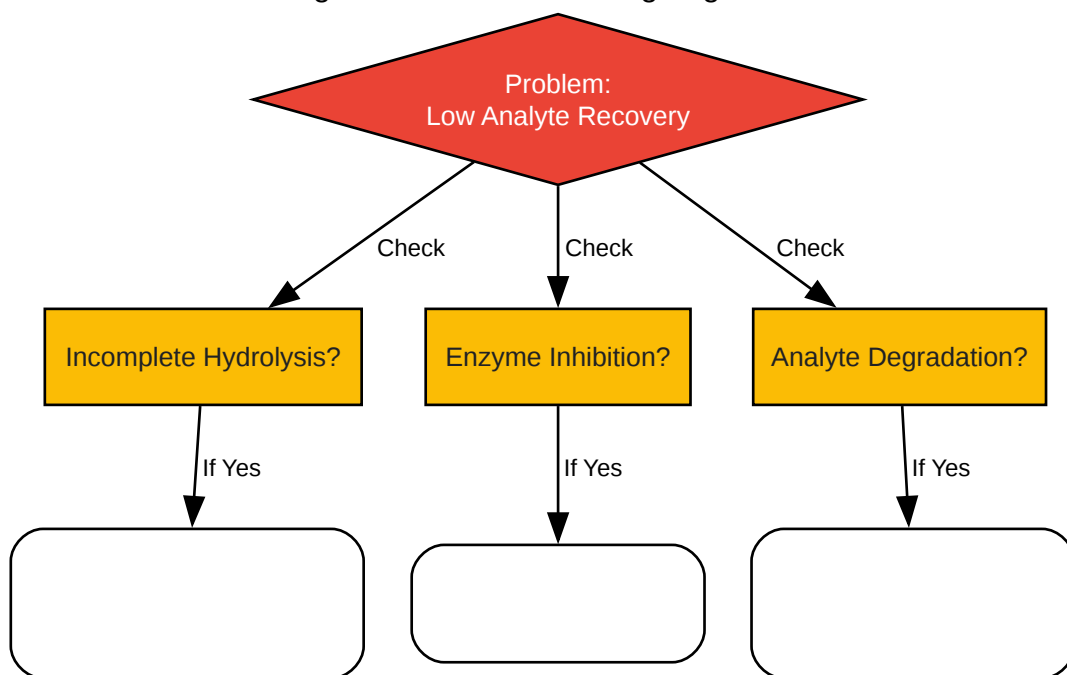 Problem:
Low Analyte Recovery
Check
Check
Check
Incomplete Hydrolysis?
Enzyme Inhibition?
Analyte Degradation?
If Yes
If Yes
If Yes